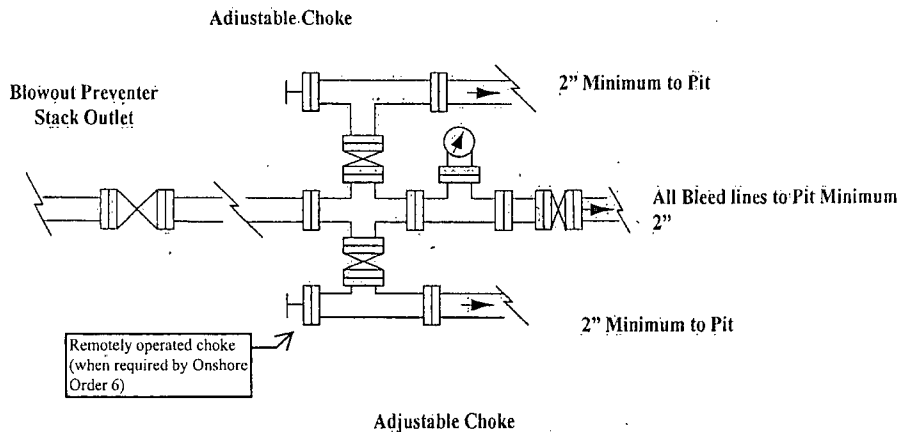 Adjustable Choke
Blowout Preventer
Stack Outlet
2" Minimum to Pit
All Bleed lines to Pit Minimum
2"
2" Minimum to Pit
Remotely operated choke
(when required by Onshore
Order 6)
Adjustable Choke